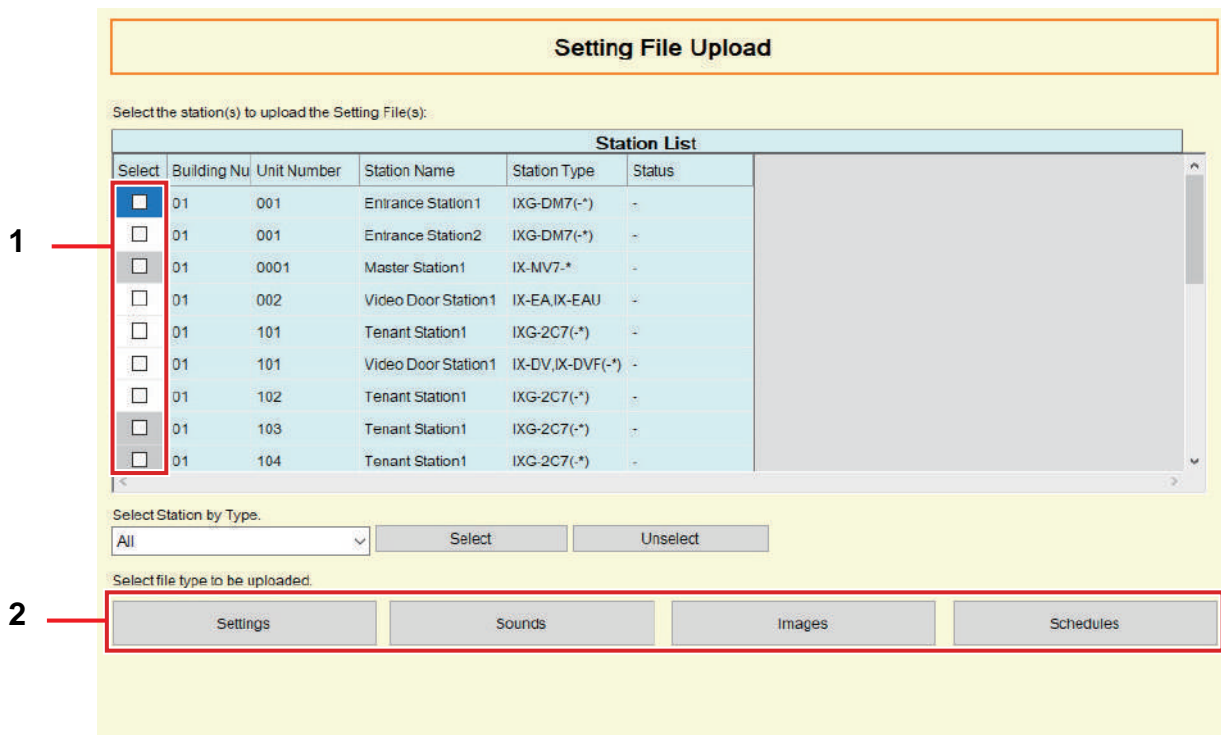 Setting File Upload
Select the station(s) to upload the Setting File(s):
Station List
Select Building Nu Unit Number Station Name Station Type Status
01 001 Entrance Station1 IXG-DM7(-*) -
1
01 001 Entrance Station2 IXG-DM7(-*) -
01 0001 Master Station1 IX-MV7-* -
01 002 Video Door Station1 IX-EA,IX-EAU -
01 101 Tenant Station1 IXG-2C7(-*) -
01 101 Video Door Station1 IX-DV,IX-DVF(-*) -
01 102 Tenant Station1 IXG-2C7(-*) -
01 103 Tenant Station1 IXG-2C7(-*) -
01 104 Tenant Station1 IXG-2C7(-*) -
Select Station by Type.
All Select Unselect
Select file type to be uploaded.
2
Settings Sounds Images Schedules